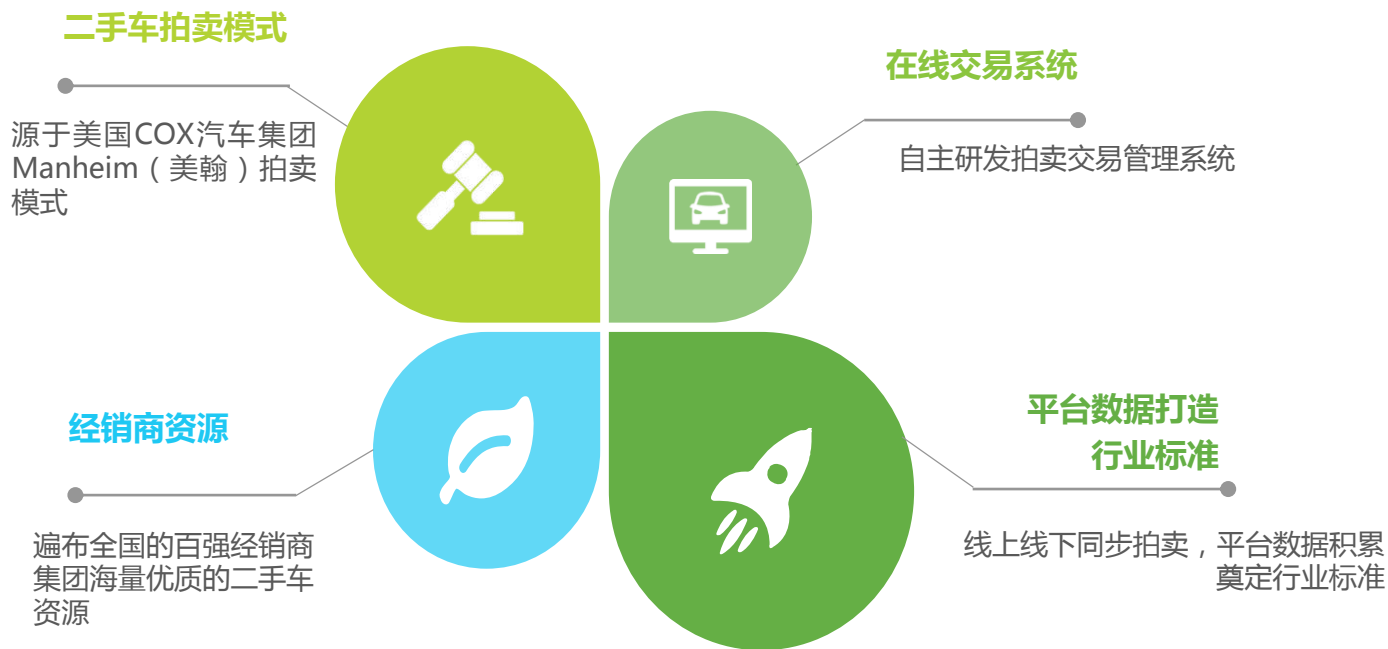 二手车拍卖模式
源于美国COX汽车集团
Manheim（美翰）拍卖
模式
在线交易系统
自主研发拍卖交易管理系统
经销商资源
遍布全国的百强经销商
集团海量优质的二手车
资源
平台数据打造
行业标准
线上线下同步拍卖，平台数据积累
奠定行业标准